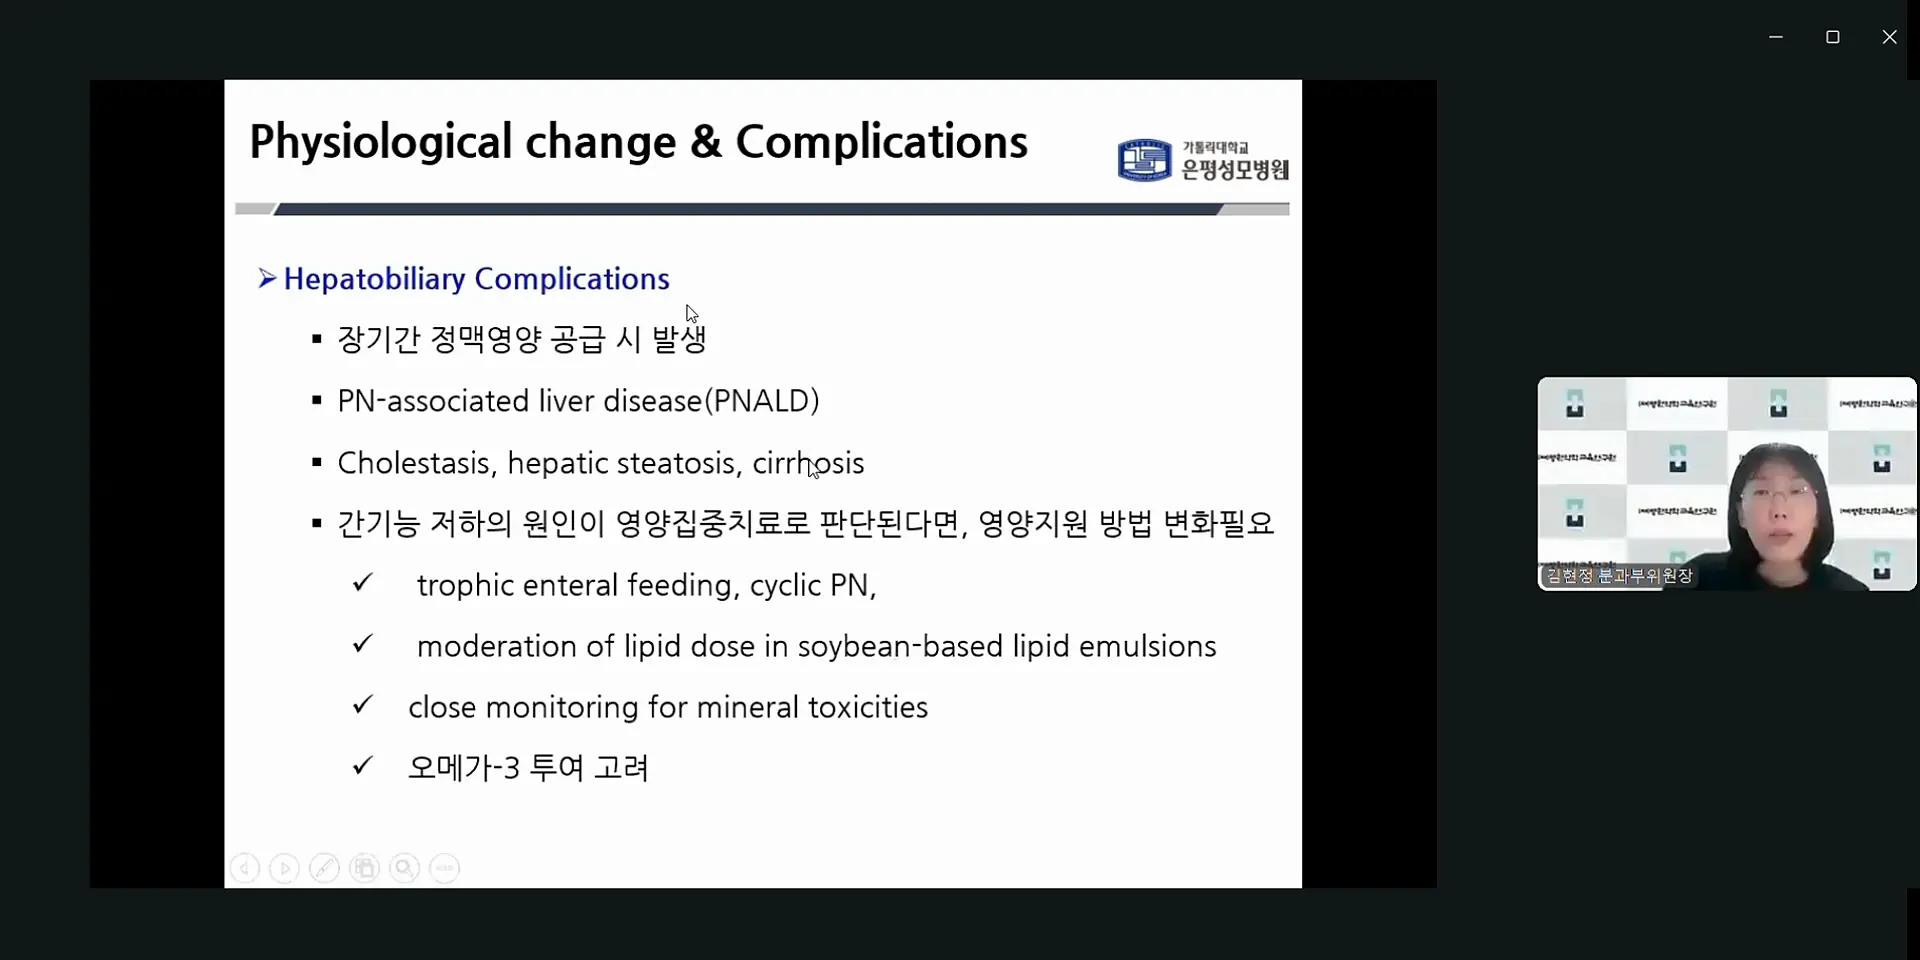 Physiological change & Complications
가톨릭대학교
은평성모병원
➢ Hepatobiliary Complications
▪ 장기간 정맥영양 공급 시 발생
▪ PN-associated liver disease(PNALD)
▪ Cholestasis, hepatic steatosis, cirrhosis
▪ 간기능 저하의 원인이 영양집중치료로 판단된다면, 영양지원 방법 변화필요
✓ trophic enteral feeding, cyclic PN,
✓ moderation of lipid dose in soybean-based lipid emulsions
✓ close monitoring for mineral toxicities
✓ 오메가-3 투여 고려
김현정 분과부위원장